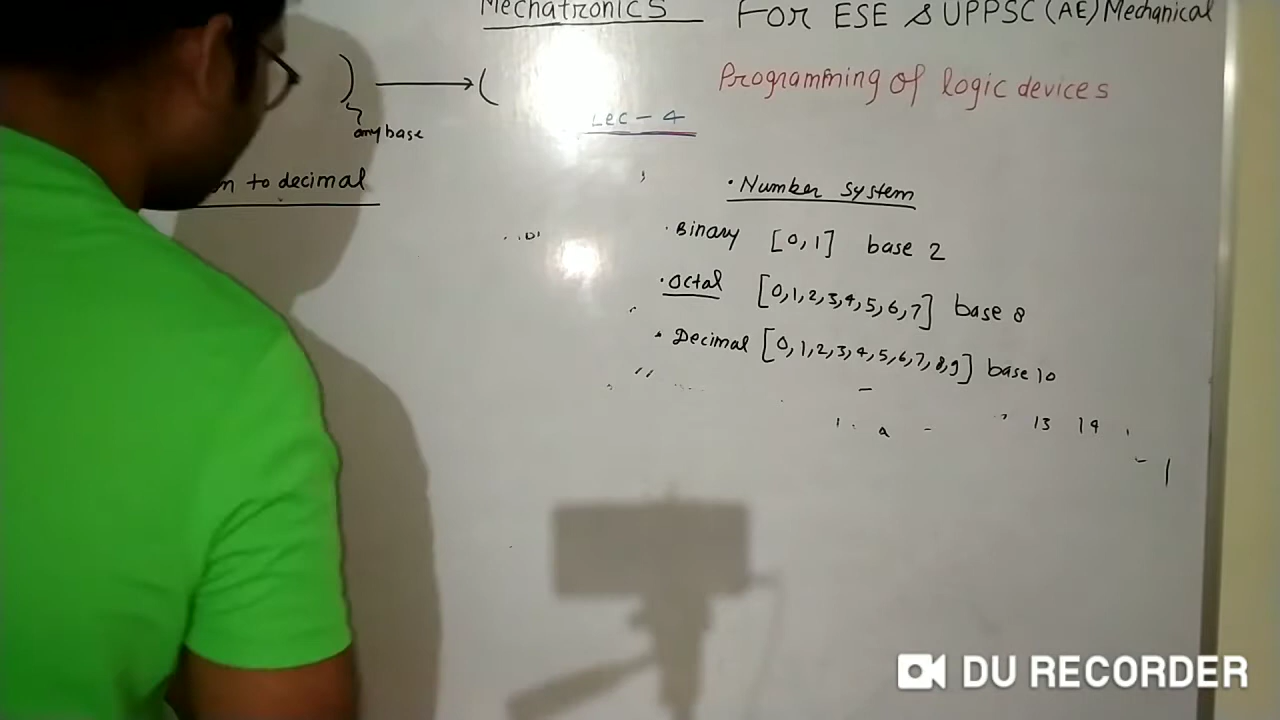 Mechatronics FOR ESE & UPPSC (AE) Mechanical
Programming of logic devices
Lec - 4
) → (
any base
to decimal
• Number system
• Binary [0,1] base 2
• Octal [0,1,2,3,4,5,6,7] base 8
• Decimal [0,1,2,3,4,5,6,7,8,9] base 10
13 14
DU RECORDER